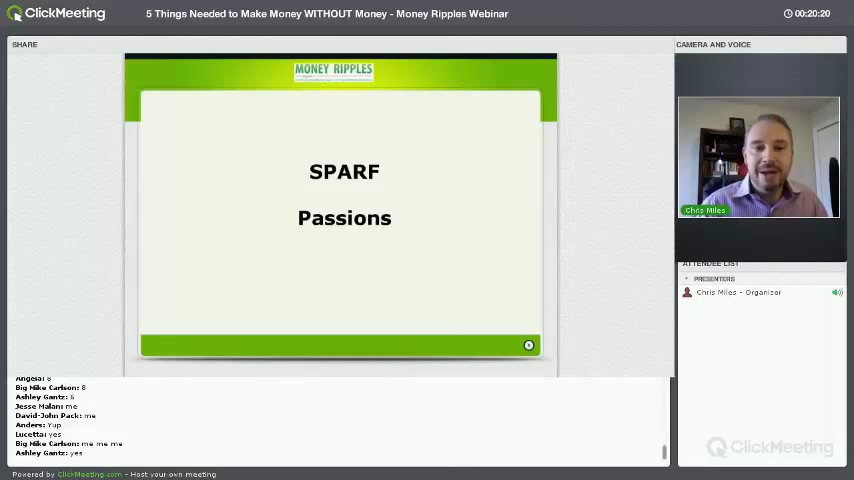 ClickMeeting
5 Things Needed to Make Money WITHOUT Money - Money Ripples Webinar
00:20:20
SHARE
MONEY RIPPLES
SPARF
Passions
CAMERA AND VOICE
Chris Miles
ATTENDEE LIST
PRESENTERS
Chris Miles - Organizer
Angela: 8
Big Mike Carlson: 8
Ashley Gantz: 6
Jesse Malan: me
David-John Pack: me
Anders: Yup
Lucetta: yes
Big Mike Carlson: me me me
Ashley Gantz: yes
ClickMeeting
Powered by ClickMeeting.com - Host your own meeting